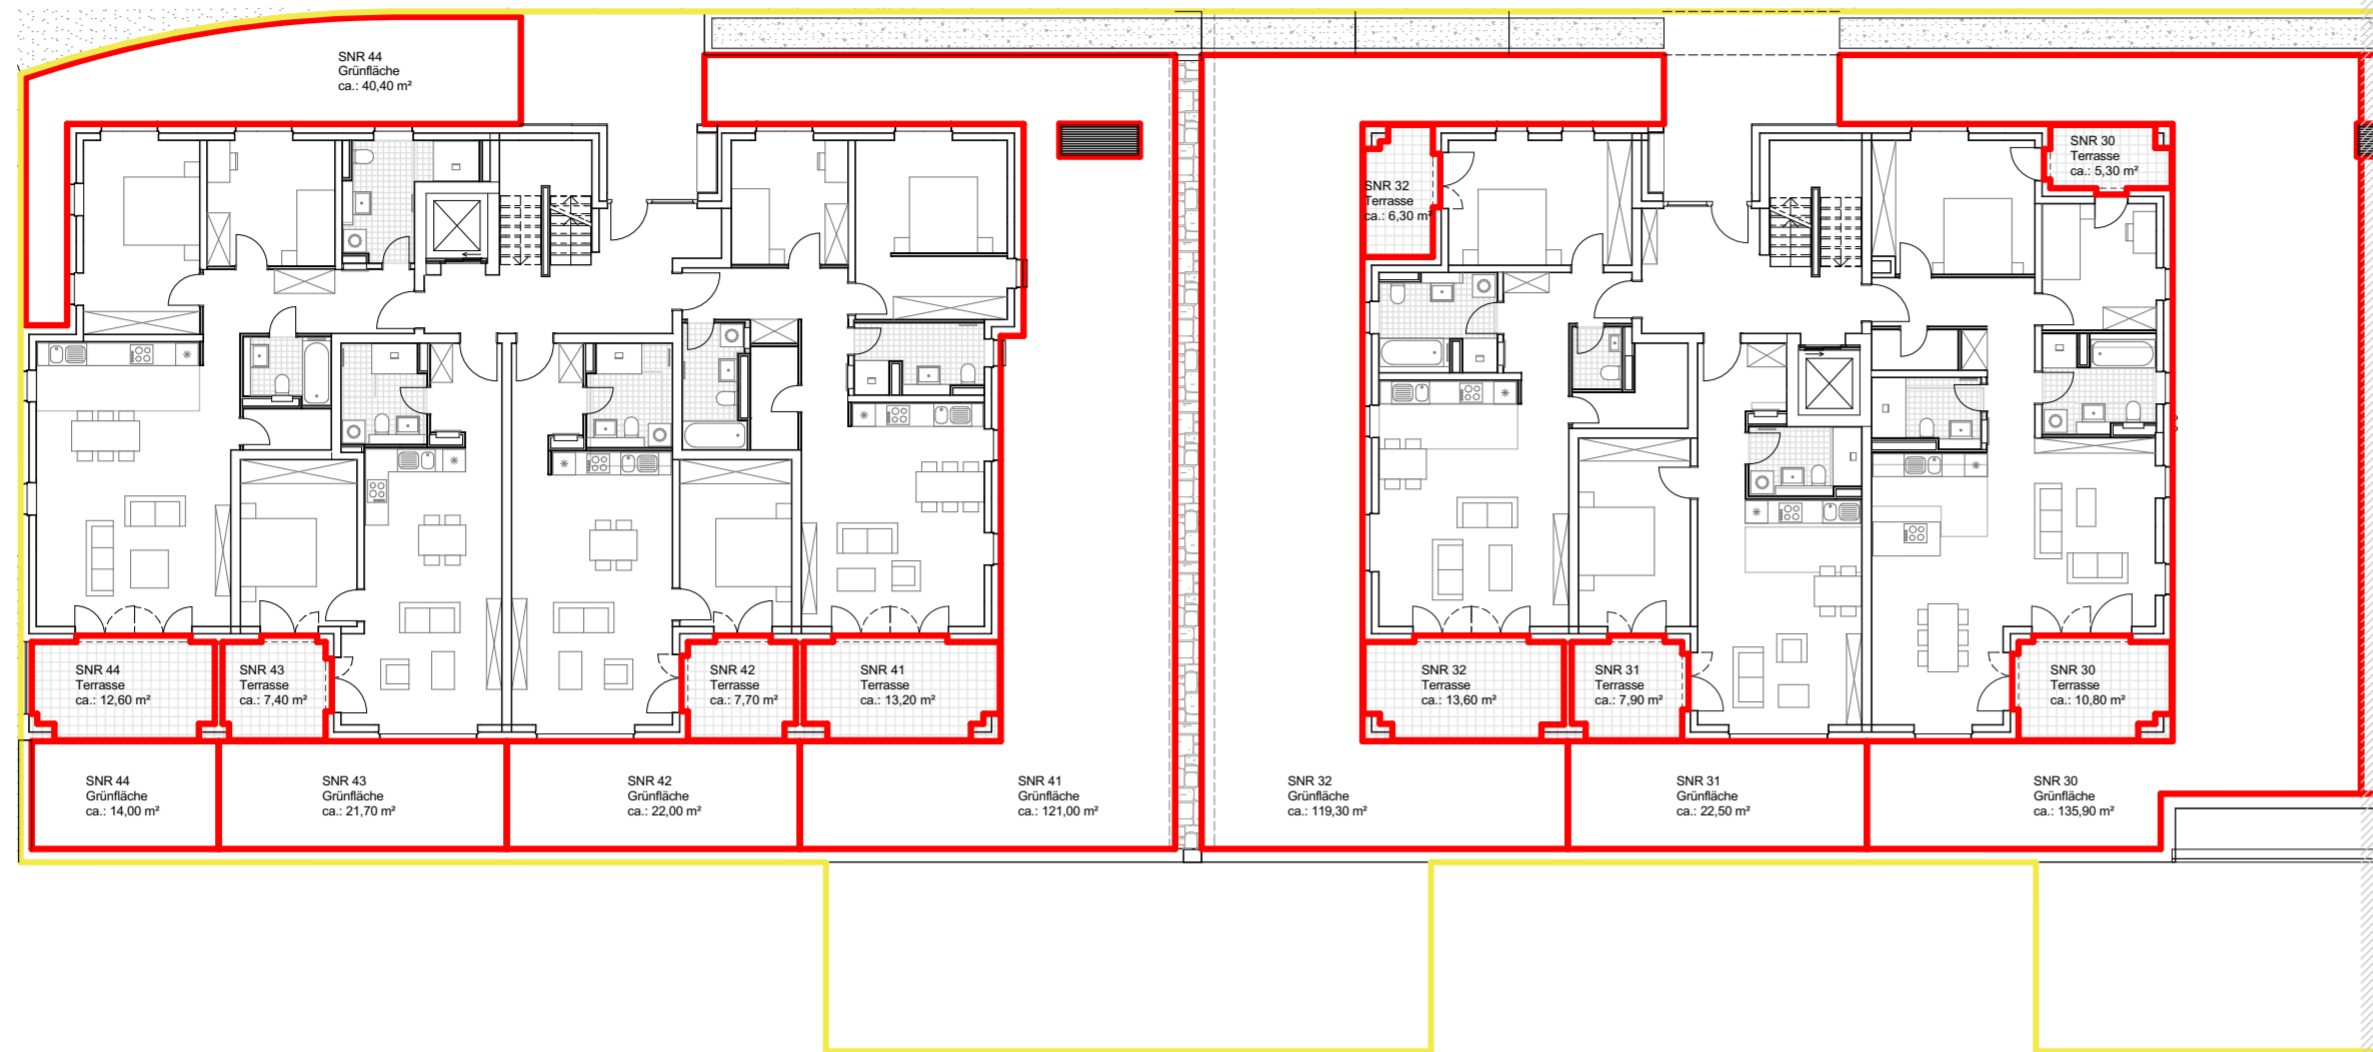 SNR 44
Grünfläche
ca.: 40,40 m²
SNR 32
Terrasse
ca.: 6,30 m²
SNR 30
Terrasse
ca.: 5,30 m²
SNR 44
Terrasse
ca.: 12,60 m²
SNR 43
Terrasse
ca.: 7,40 m²
SNR 42
Terrasse
ca.: 7,70 m²
SNR 41
Terrasse
ca.: 13,20 m²
SNR 32
Terrasse
ca.: 13,60 m²
SNR 31
Terrasse
ca.: 7,90 m²
SNR 30
Terrasse
ca.: 10,80 m²
SNR 44
Grünfläche
ca.: 14,00 m²
SNR 43
Grünfläche
ca.: 21,70 m²
SNR 42
Grünfläche
ca.: 22,00 m²
SNR 41
Grünfläche
ca.: 121,00 m²
SNR 32
Grünfläche
ca.: 119,30 m²
SNR 31
Grünfläche
ca.: 22,50 m²
SNR 30
Grünfläche
ca.: 135,90 m²